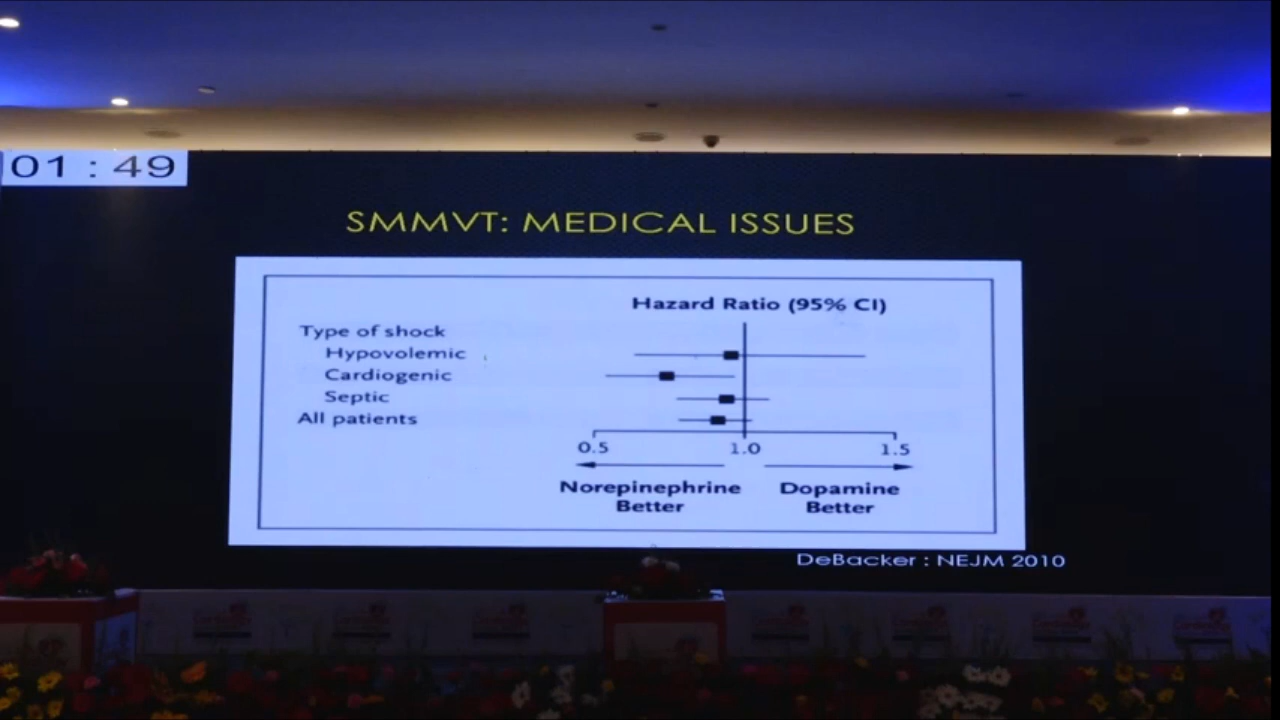 01 : 49
SMMVT: MEDICAL ISSUES
Hazard Ratio (95% CI)
Type of shock
Hypovolemic
Cardiogenic
Septic
All patients
0.5 1.0 1.5
Norepinephrine Better
Dopamine Better
DeBacker : NEJM 2010